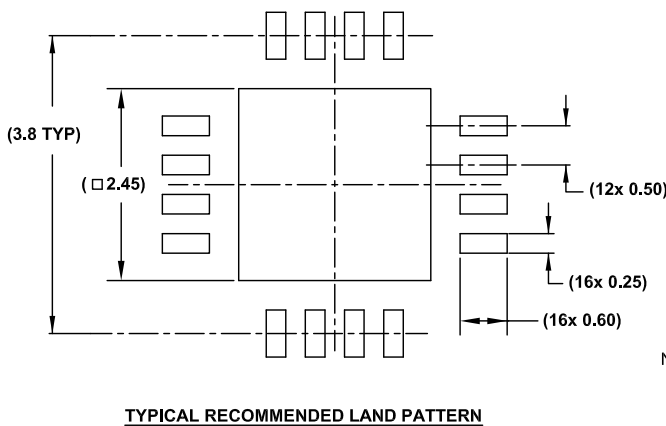 (3.8 TYP)
(□2.45)
(12x 0.50)
(16x 0.25)
(16x 0.60)
N
TYPICAL RECOMMENDED LAND PATTERN